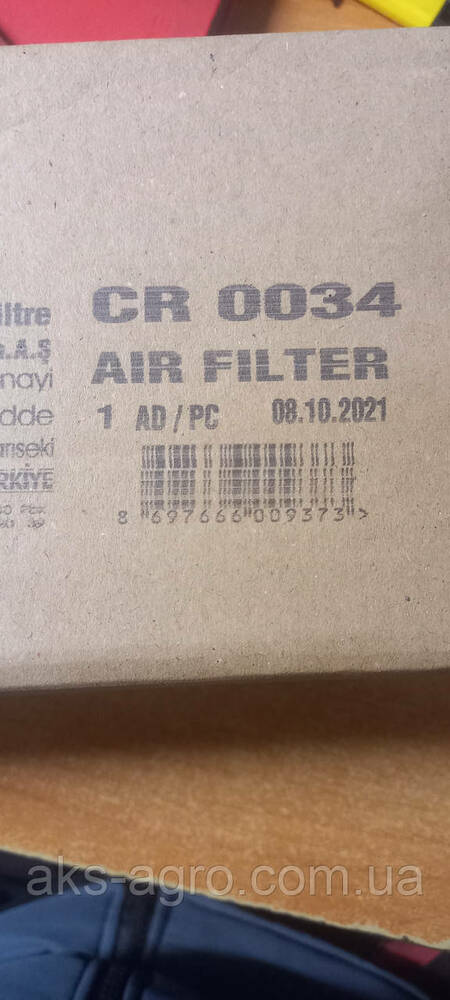 CR 0034
AIR FILTER
1 AD/PC 08.10.2021
8 697666 009373 >
iltre
.A.Ş
nayi
dde
anseki
RKİYE
aks-agro.com.ua